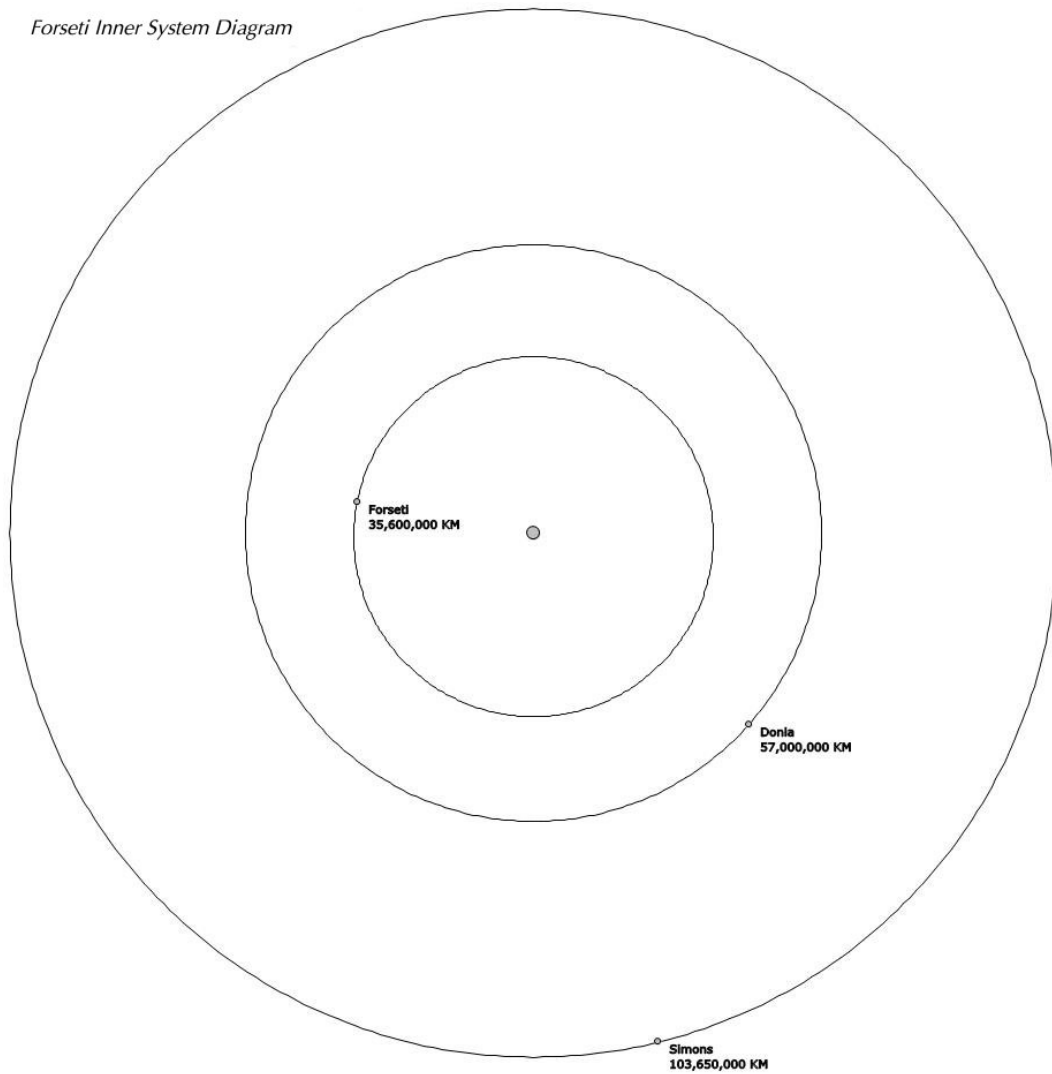 Forseti Inner System Diagram
Forseti
35,600,000 KM
Donia
57,000,000 KM
Simons
103,650,000 KM